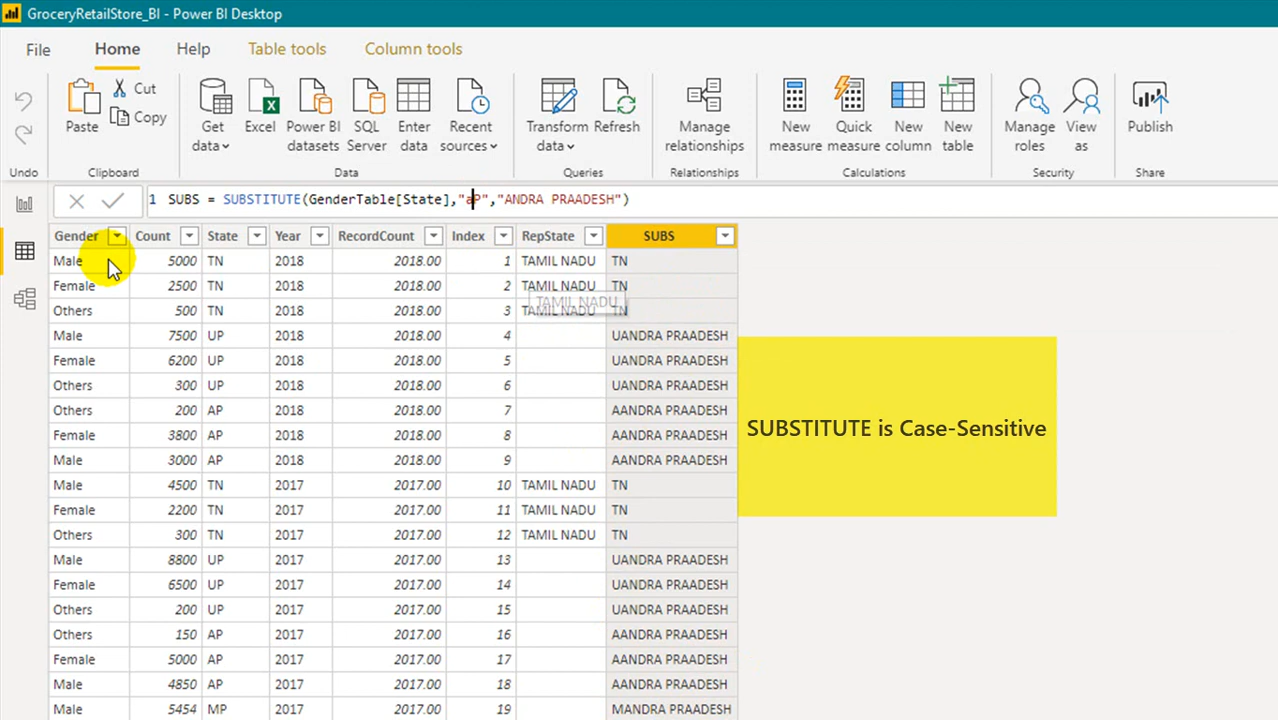 GroceryRetailStore_BI - Power BI Desktop
File Home Help Table tools Column tools
Paste Cut Copy Get data Excel Power BI datasets SQL Server Enter data Recent sources Transform data Refresh Manage relationships New measure Quick measure New column New table Manage roles View as Publish
Undo Clipboard Data Queries Relationships Calculations Security Share
1 SUBS = SUBSTITUTE(GenderTable[State],"aP","ANDRA PRAADESH")
Gender Count State Year RecordCount Index RepState SUBS
Male 5000 TN 2018 2018.00 1 TAMIL NADU TN
Female 2500 TN 2018 2018.00 2 TAMIL NADU TN
TAMIL NADU
Others 500 TN 2018 2018.00 3 TAMIL NADU TN
Male 7500 UP 2018 2018.00 4 UANDRA PRAADESH
Female 6200 UP 2018 2018.00 5 UANDRA PRAADESH
Others 300 UP 2018 2018.00 6 UANDRA PRAADESH
Others 200 AP 2018 2018.00 7 AANDRA PRAADESH
Female 3800 AP 2018 2018.00 8 AANDRA PRAADESH
Male 3000 AP 2018 2018.00 9 AANDRA PRAADESH
Male 4500 TN 2017 2017.00 10 TAMIL NADU TN
Female 2200 TN 2017 2017.00 11 TAMIL NADU TN
Others 300 TN 2017 2017.00 12 TAMIL NADU TN
Male 8800 UP 2017 2017.00 13 UANDRA PRAADESH
Female 6500 UP 2017 2017.00 14 UANDRA PRAADESH
Others 200 UP 2017 2017.00 15 UANDRA PRAADESH
Others 150 AP 2017 2017.00 16 AANDRA PRAADESH
Female 5000 AP 2017 2017.00 17 AANDRA PRAADESH
Male 4850 AP 2017 2017.00 18 AANDRA PRAADESH
Male 5454 MP 2017 2017.00 19 MANDRA PRAADESH
SUBSTITUTE is Case-Sensitive